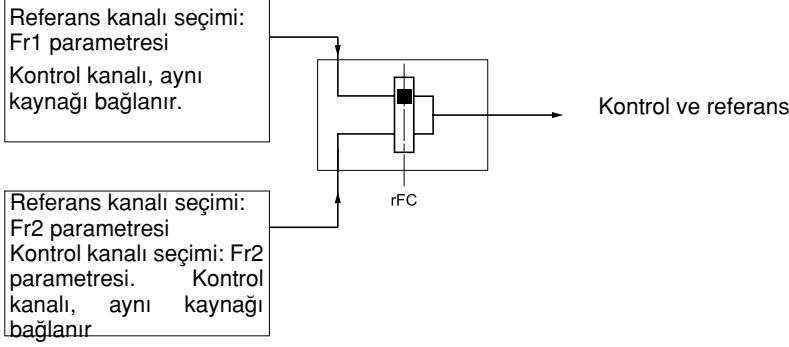 Referans kanalı seçimi:
Fr1 parametresi
Kontrol kanalı, aynı
kaynağı bağlanır.
Kontrol ve referans
rFC
Referans kanalı seçimi:
Fr2 parametresi
Kontrol kanalı seçimi: Fr2
parametresi. Kontrol
kanalı, aynı kaynağı
bağlanır